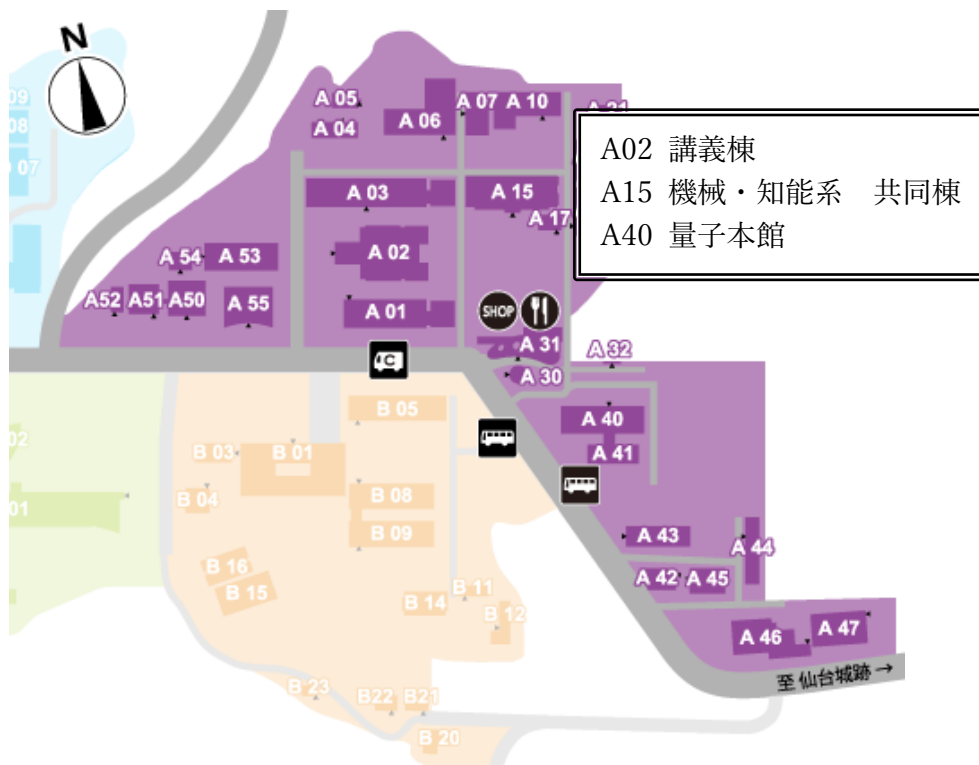 N
09
08
07
A 05
A 04
A 06
A 07
A 10
A 03
A 15
A 17
A 02
A 54
A 53
A52
A51
A50
A 55
A 01
SHOP
A 31
A 30
A 32
C
A 40
A 41
A 43
A 44
A 42
A 45
A 46
A 47
至 仙台城跡 →
B 05
B 03
B 01
B 04
B 08
B 09
B 16
B 15
B 14
B 11
B 12
B 23
B22
B21
B 20
02
01
A02 講義棟
A15 機械・知能系 共同棟
A40 量子本館